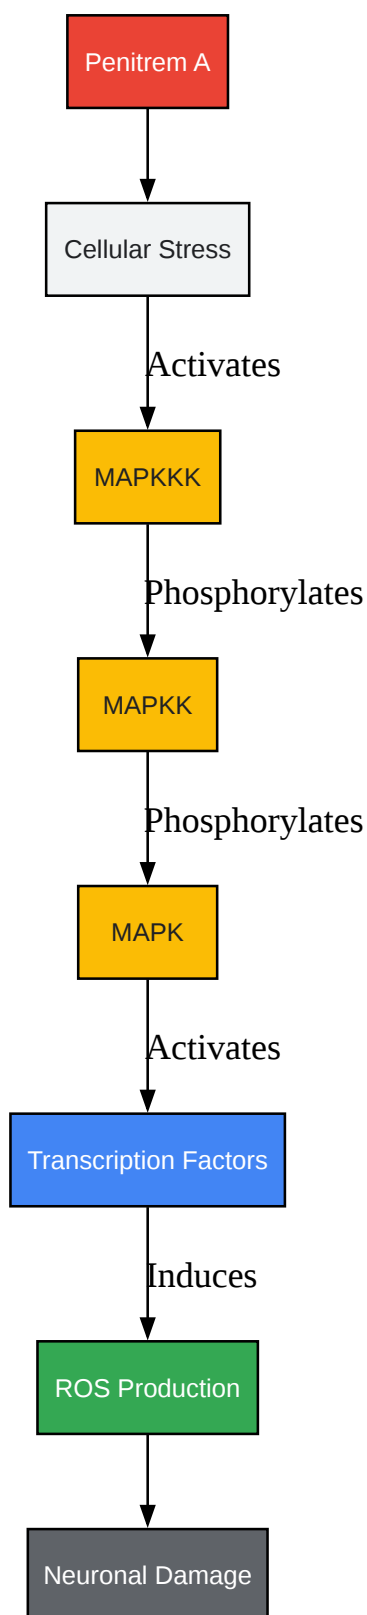 Penitrem A
Cellular Stress
Activates
MAPKKK
Phosphorylates
MAPKK
Phosphorylates
MAPK
Activates
Transcription Factors
Induces
ROS Production
Neuronal Damage